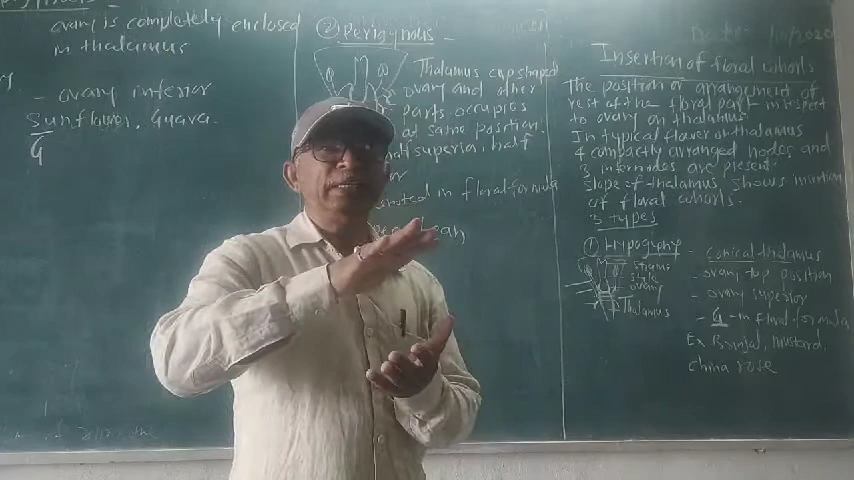 ovary is completely enclosed
in thalamus
- ovary inferior
Sunflower, Guava.
G
② Perigynous -
Thalamus cup shaped
ovary and other
parts occupies
at same position.
half superior, half
in floral formula
Date:- /10/2020
Insertion of floral whorls
The position or arrangement of
rest of the floral part in respect
to ovary on thalamus.
In typical flower on thalamus
4 compactly arranged nodes and
3 internodes are present.
Slope of thalamus shows insertion
of floral whorls.
3 types
① Hypogyny - conical thalamus
style
ovary
Thalamus
- ovary top position
- ovary superior
- G - in floral formula
Ex Brinjal, mustard,
china rose